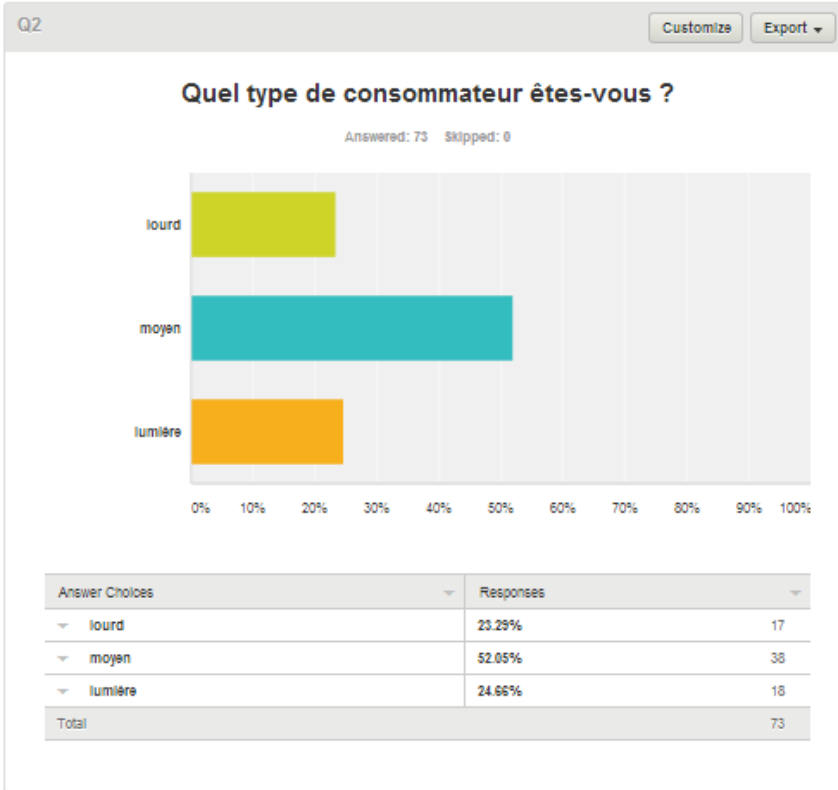 Q2
Customize
Export
Quel type de consommateur êtes-vous ?
Answered: 73 Skipped: 0
lourd
moyen
lumière
0% 10% 20% 30% 40% 50% 60% 70% 80% 90% 100%
Answer Choices Responses
lourd 23.29% 17
moyen 52.05% 38
lumière 24.66% 18
Total 73